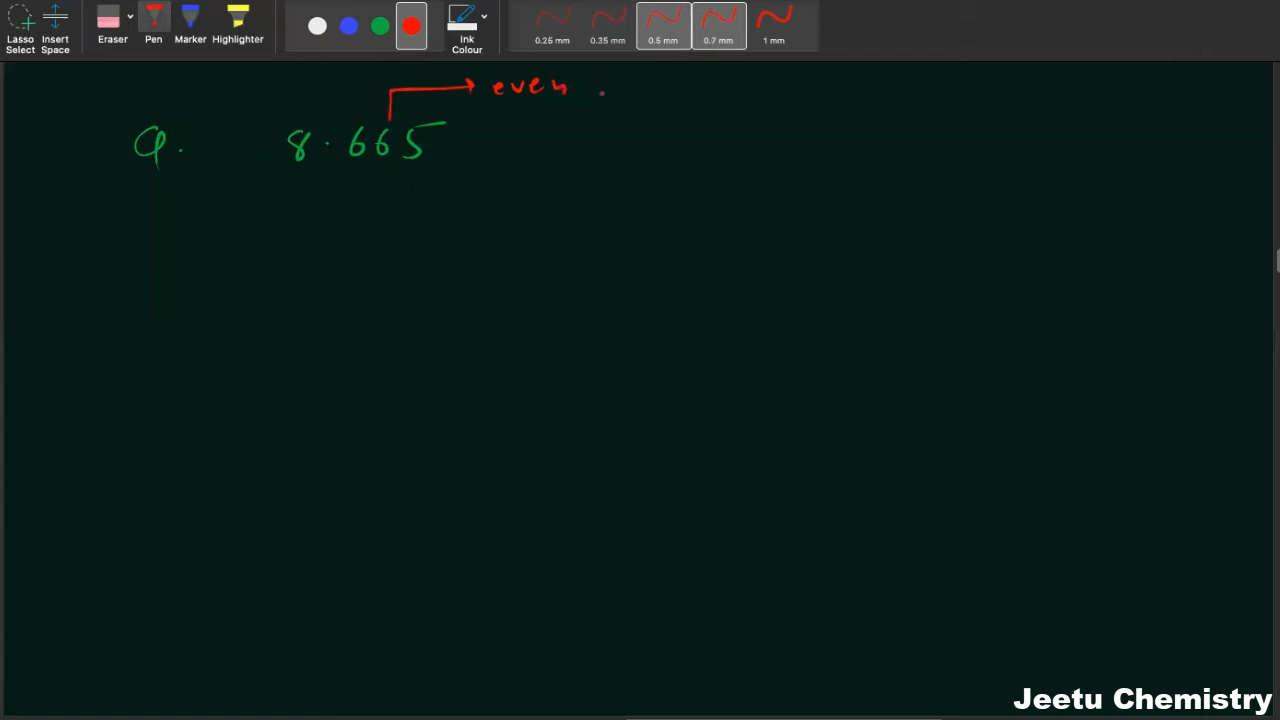 Lasso Select
Insert Space
Eraser
Pen
Marker
Highlighter
Ink Colour
0.25 mm
0.35 mm
0.5 mm
0.7 mm
1 mm
even
Q. 8.665
Jeetu Chemistry